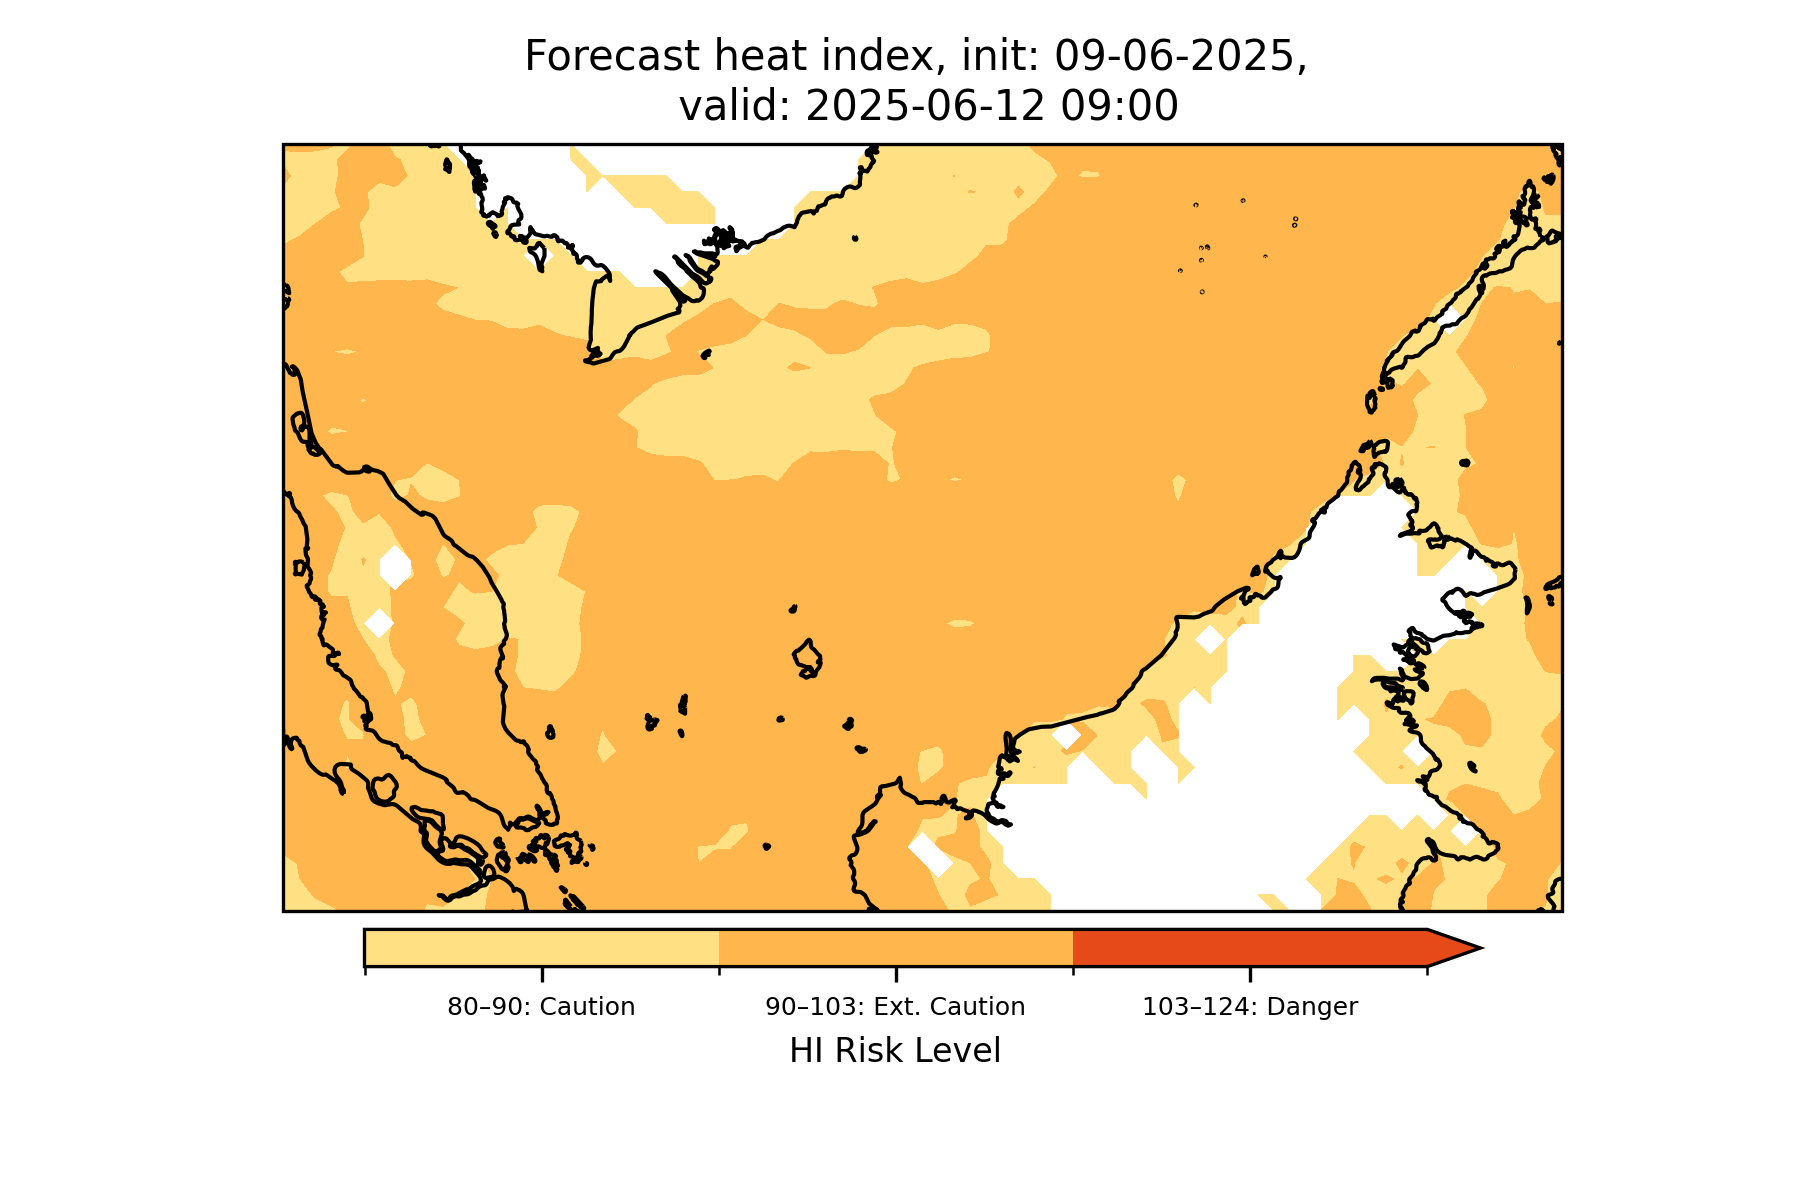 Forecast heat index, init: 09-06-2025,
valid: 2025-06-12 09:00
80–90: Caution
90–103: Ext. Caution
103–124: Danger
HI Risk Level